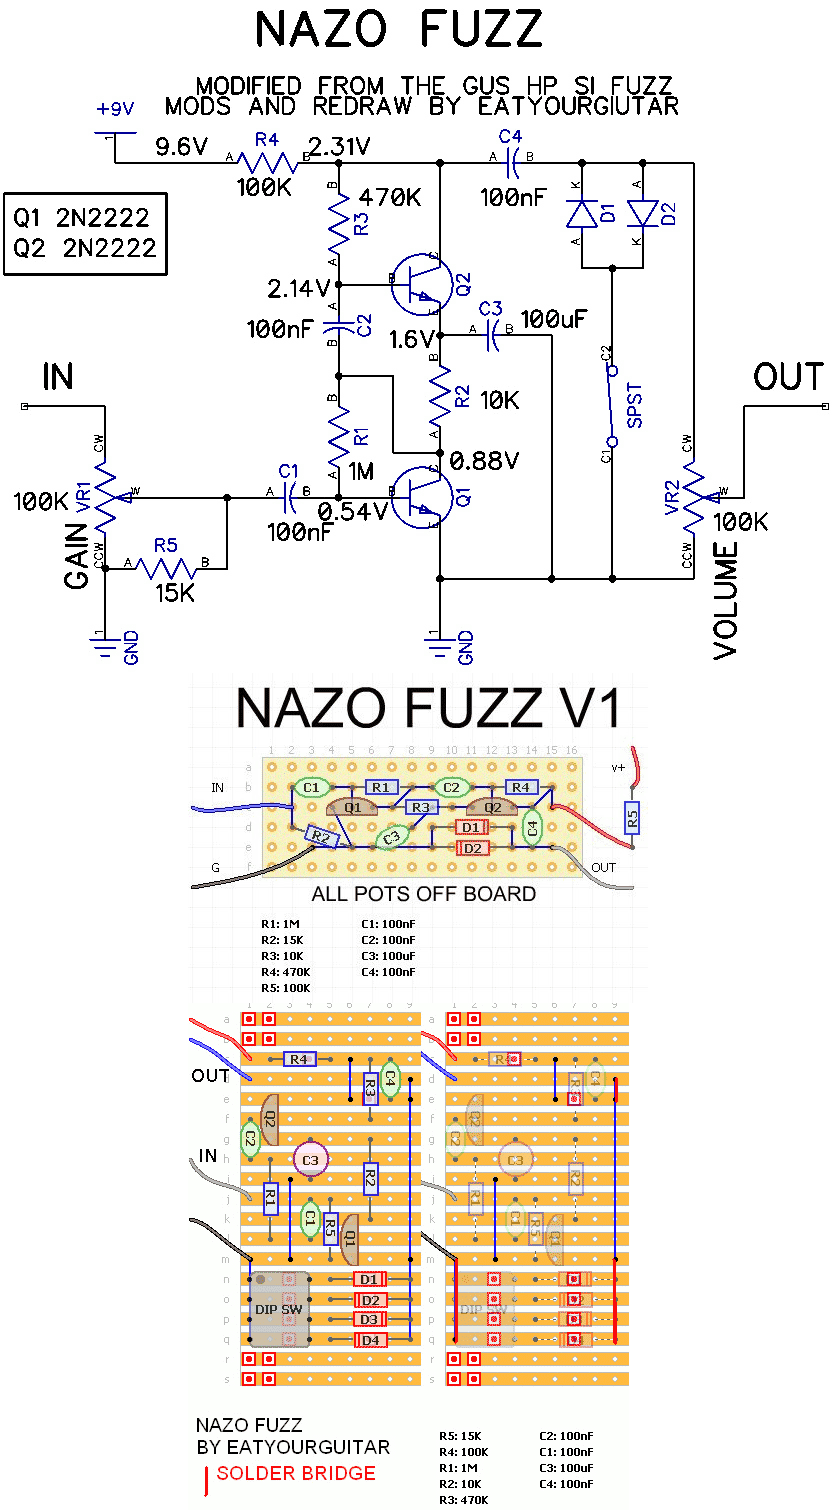 NAZO FUZZ
MODIFIED FROM THE GUS HP SI FUZZ
MODS AND REDRAW BY EATYOURGIUTAR
+9V
1
9.6V
A
R4
B
100K
2.31V
A
C4
B
100nF
Q1 2N2222
Q2 2N2222
B
R3
A
470K
K
D1
A
A
D2
K
2.14V
B
C
Q2
E
A
C2
B
100nF
1.6V
A
C3
B
100uF
B
R2
A
10K
C2
SPST
C1
IN
OUT
B
R1
A
1M
0.88V
CW
VR1
W
CCW
100K
GAIN
A
C1
B
100nF
0.54V
B
C
Q1
E
CW
VR2
W
CCW
100K
VOLUME
A
R5
B
15K
1
GND
1
GND
NAZO FUZZ V1
1 2 3 4 5 6 7 8 9 10 11 12 13 14 15 16
V+
a
IN
b
C1
R1
C2
R4
Q1
R3
Q2
R5
d
R2
C3
D1
C4
e
D2
G
f
OUT
ALL POTS OFF BOARD
R1: 1M
C1: 100nF
R2: 15K
C2: 100nF
R3: 10K
C3: 100uF
R4: 470K
C4: 100nF
R5: 100K
1 2 3 4 5 6 7 8 9
1 2 3 4 5 6 7 8 9
a
a
R4
OUT
R3
C4
C4
e
e
f
f
Q2
Q2
g
g
C2
C2
IN
h
h
C3
C3
R1
R2
R1
R2
j
j
k
k
C1
R5
Q1
C1
R5
Q1
m
m
n
D1
n
o
D2
o
DIP SW
DIP SW
p
D3
p
q
D4
q
r
r
s
s
NAZO FUZZ
BY EATYOURGUITAR
SOLDER BRIDGE
R5: 15K
C2: 100nF
R4: 100K
C1: 100nF
R1: 1M
C3: 100uF
R2: 10K
C4: 100nF
R3: 470K